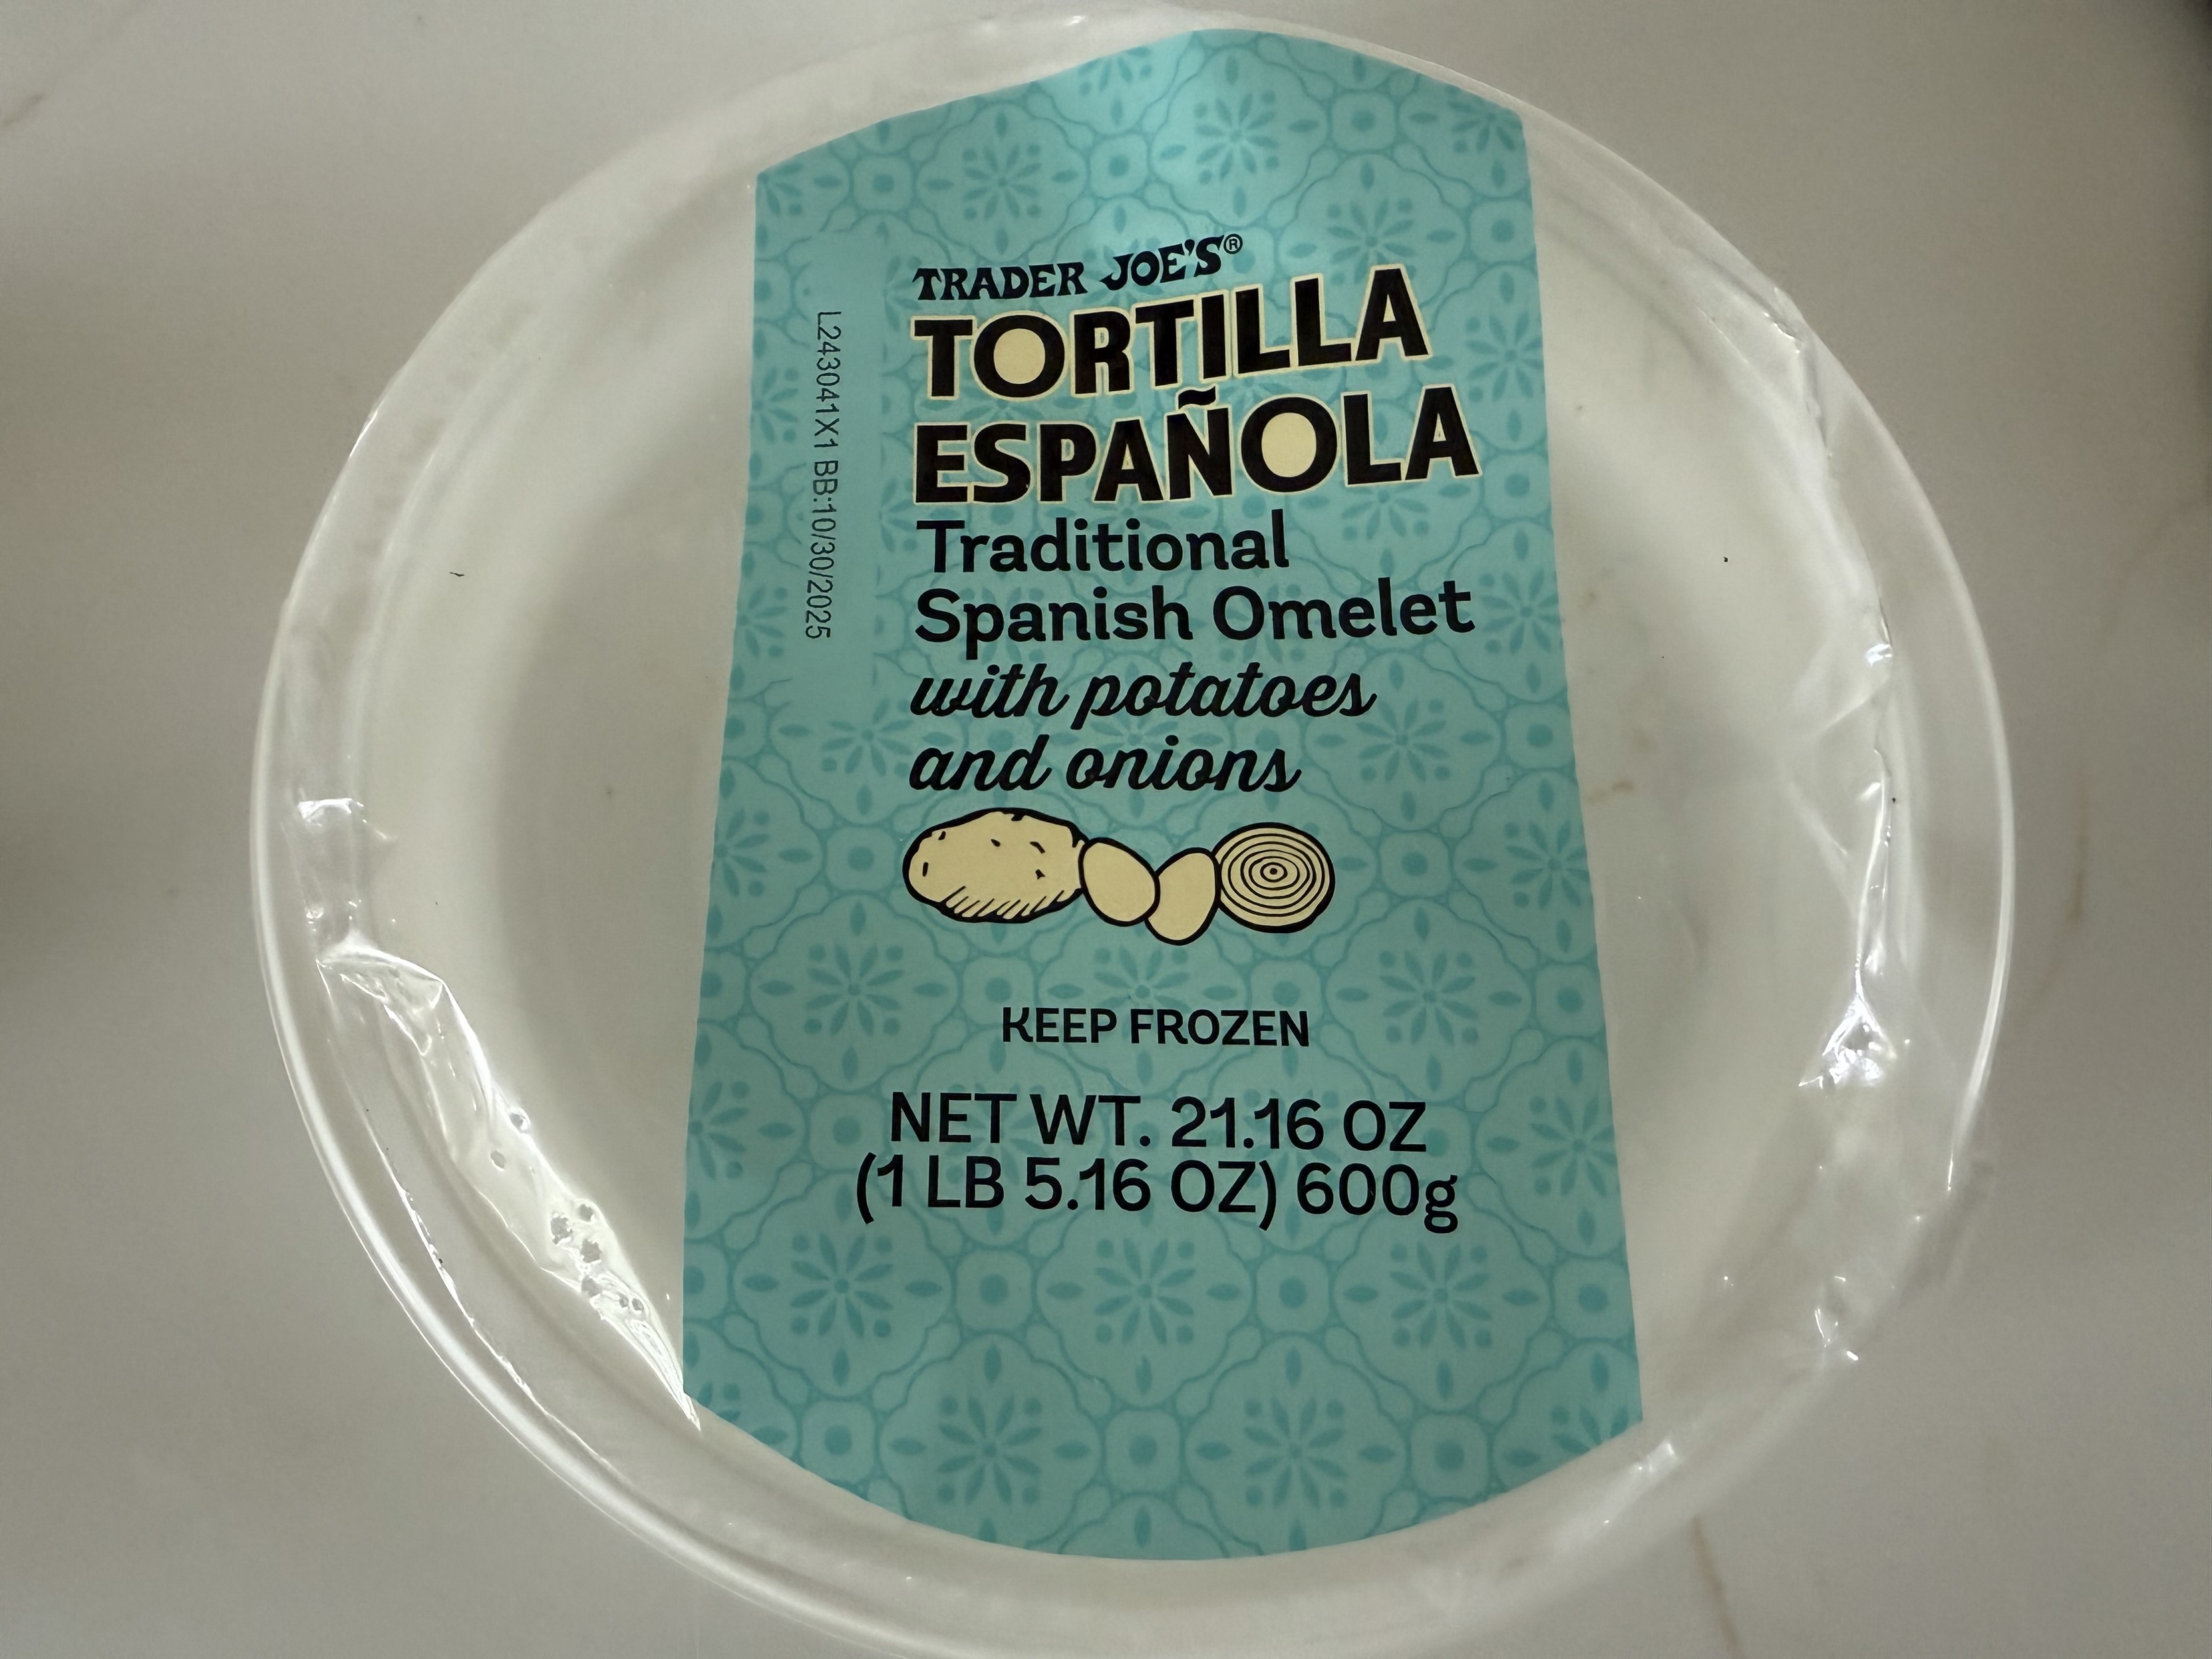 TRADER JOE'S®
TORTILLA
ESPAÑOLA
Traditional
Spanish Omelet
with potatoes
and onions
KEEP FROZEN
NET WT. 21.16 OZ
(1 LB 5.16 OZ) 600g
L243041X1 BB:10/30/2025